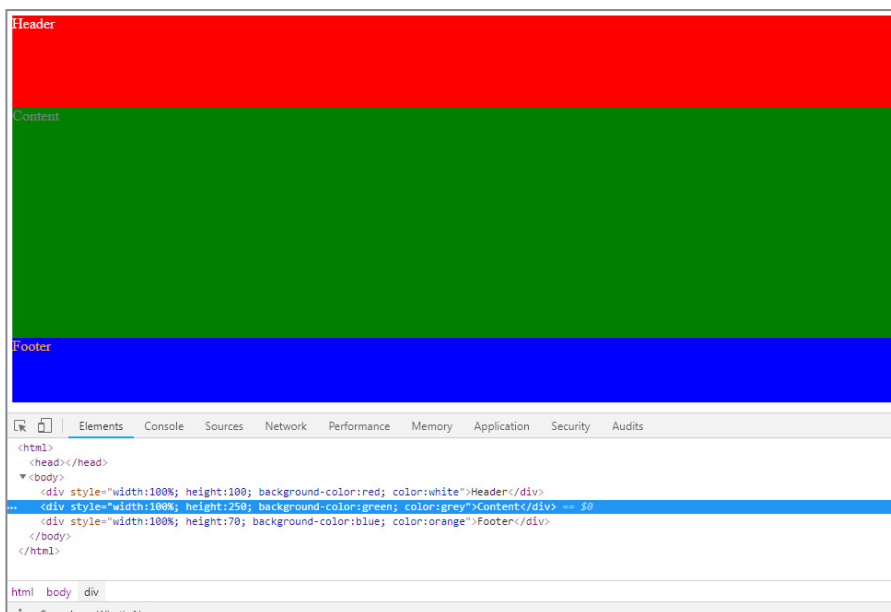 Header
Content
Footer
Elements Console Sources Network Performance Memory Application Security Audits
<html>
<head></head>
▼<body>
<div style="width:100%; height:100; background-color:red; color:white">Header</div>
... <div style="width:100%; height:250; background-color:green; color:grey">Content</div> == $0
<div style="width:100%; height:70; background-color:blue; color:orange">Footer</div>
</body>
</html>
html body div